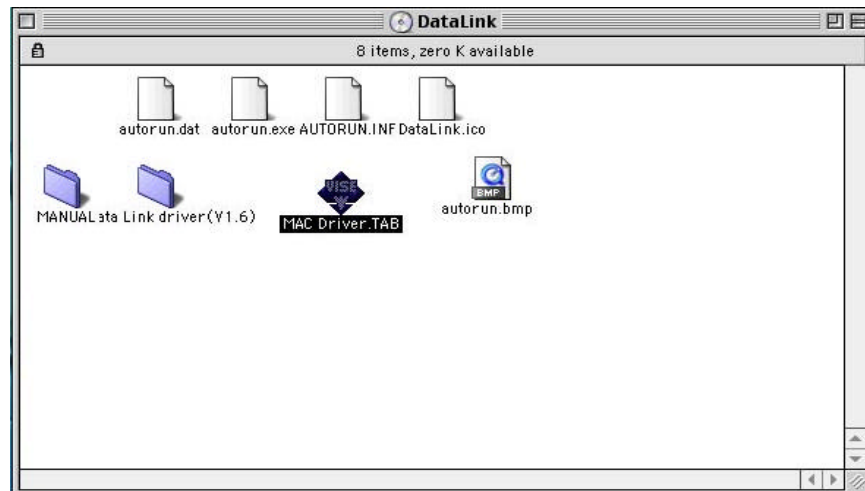 DataLink
8 items, zero K available
autorun.dat autorun.exe AUTORUN.INF DataLink.ico
VISE
BMP
MANUAL ata Link driver(V1.6) MAC Driver.TAB autorun.bmp